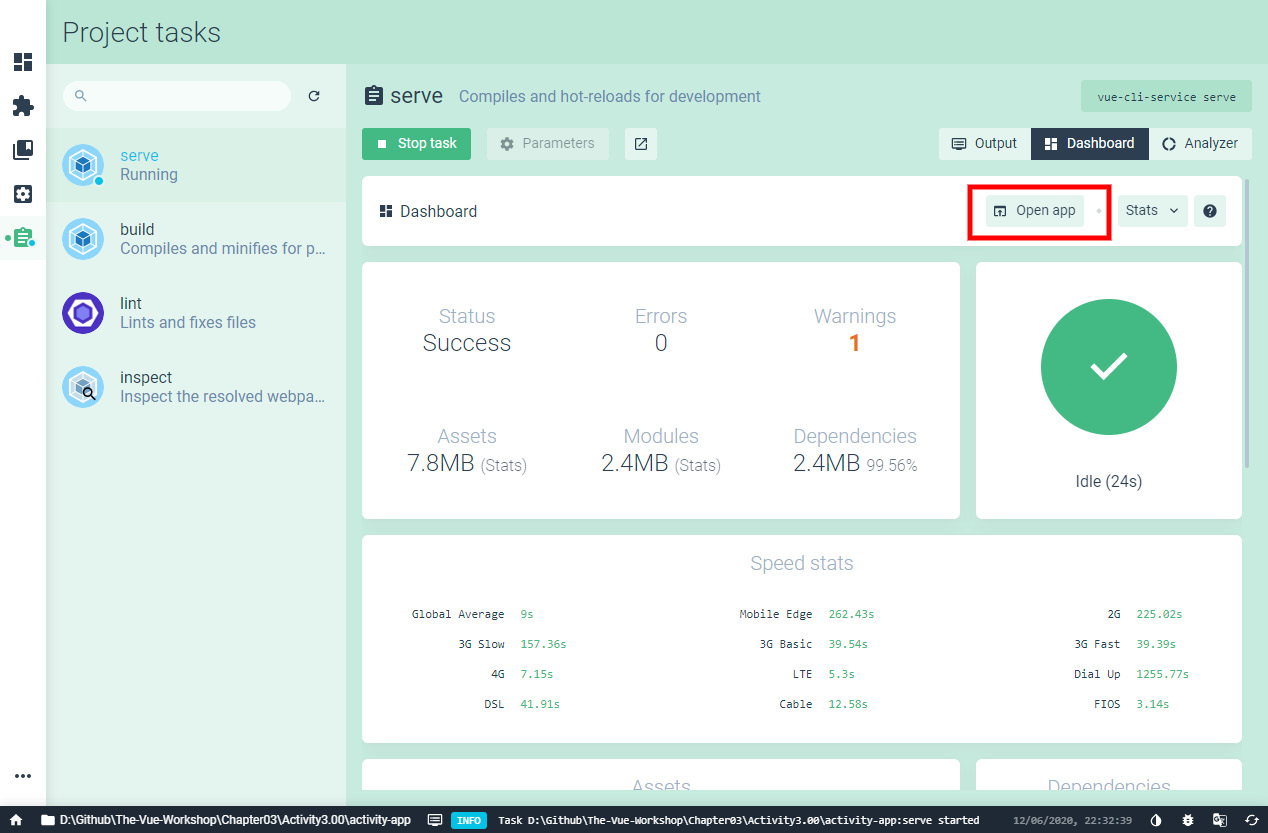 Project tasks
serve
Running
build
Compiles and minifies for p…
lint
Lints and fixes files
inspect
Inspect the resolved webpa…
serve Compiles and hot-reloads for development
vue-cli-service serve
Stop task Parameters Output Dashboard Analyzer
Dashboard Open app Stats
Status Errors Warnings
Success 0 1
Assets Modules Dependencies
7.8MB (Stats) 2.4MB (Stats) 2.4MB 99.56%
Idle (24s)
Speed stats
Global Average 9s Mobile Edge 262.43s 2G 225.02s
3G Slow 157.36s 3G Basic 39.54s 3G Fast 39.39s
4G 7.15s LTE 5.3s Dial Up 1255.77s
DSL 41.91s Cable 12.58s FIOS 3.14s
Assets Dependencies
D:\Github\The-Vue-Workshop\Chapter03\Activity3.00\activity-app INFO Task D:\Github\The-Vue-Workshop\Chapter03\Activity3.00\activity-app:serve started 12/06/2020, 22:32:39